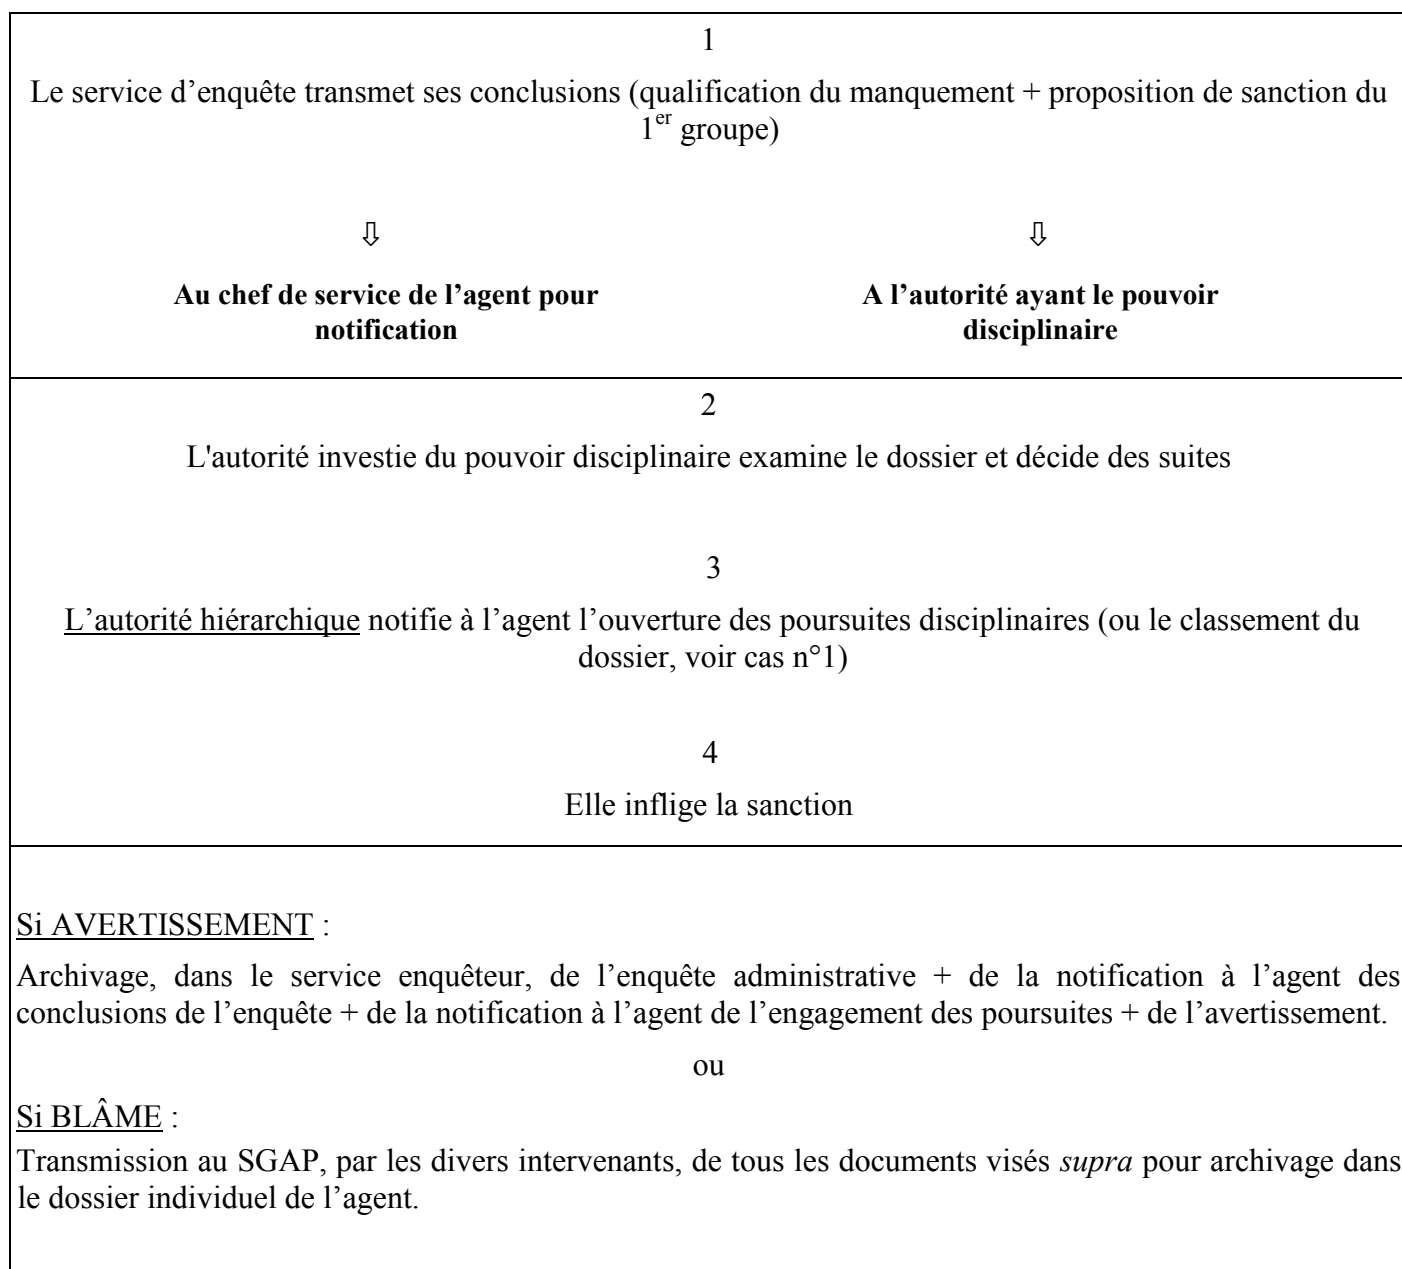 1
Le service d’enquête transmet ses conclusions (qualification du manquement + proposition de sanction du
1er groupe)
⇩ ⇩
Au chef de service de l’agent pour
notification
A l’autorité ayant le pouvoir
disciplinaire
2
L'autorité investie du pouvoir disciplinaire examine le dossier et décide des suites
3
L’autorité hiérarchique notifie à l’agent l’ouverture des poursuites disciplinaires (ou le classement du
dossier, voir cas n°1)
4
Elle inflige la sanction
Si AVERTISSEMENT :
Archivage, dans le service enquêteur, de l’enquête administrative + de la notification à l’agent des
conclusions de l’enquête + de la notification à l’agent de l’engagement des poursuites + de l’avertissement.
ou
Si BLÂME :
Transmission au SGAP, par les divers intervenants, de tous les documents visés supra pour archivage dans
le dossier individuel de l’agent.